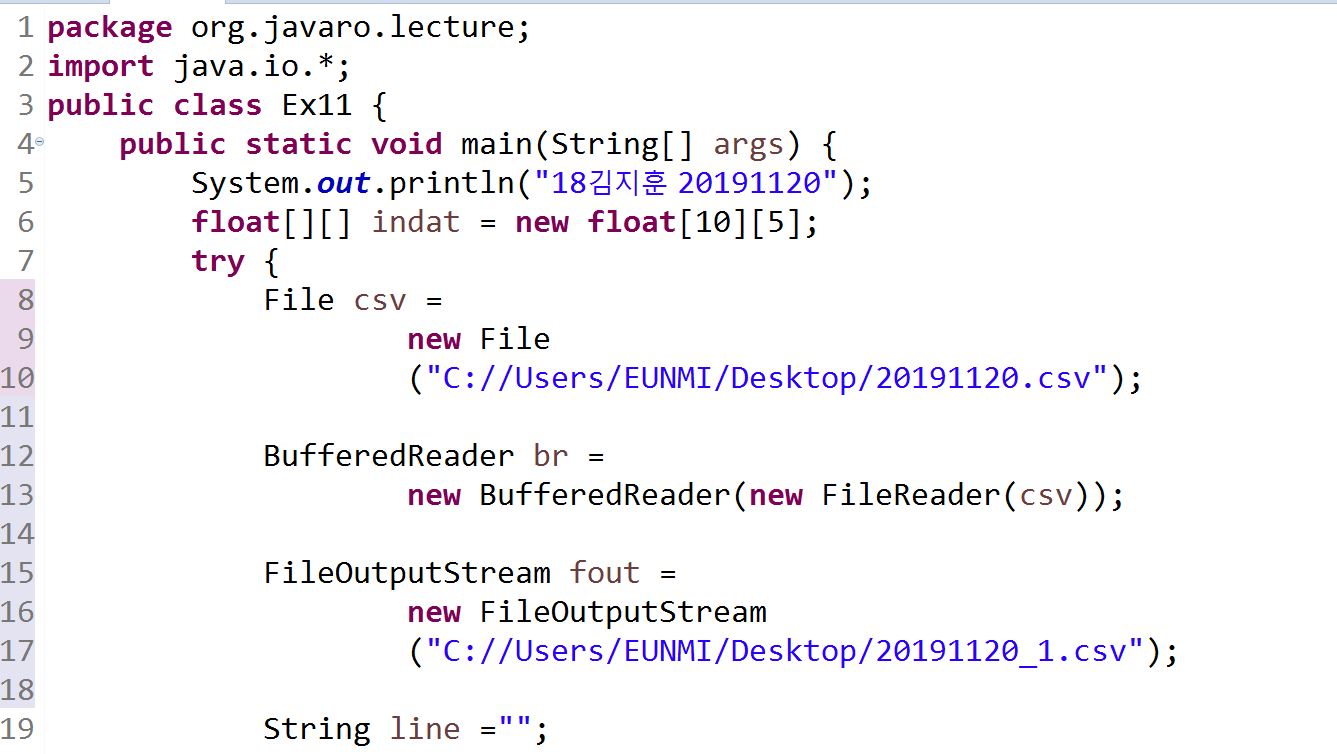 1 package org.javaro.lecture;
2 import java.io.*;
3 public class Ex11 {
4 public static void main(String[] args) {
5 System.out.println("18김지훈 20191120");
6 float[][] indat = new float[10][5];
7 try {
8 File csv =
9 new File
10 ("C://Users/EUNMI/Desktop/20191120.csv");
11
12 BufferedReader br =
13 new BufferedReader(new FileReader(csv));
14
15 FileOutputStream fout =
16 new FileOutputStream
17 ("C://Users/EUNMI/Desktop/20191120_1.csv");
18
19 String line ="";